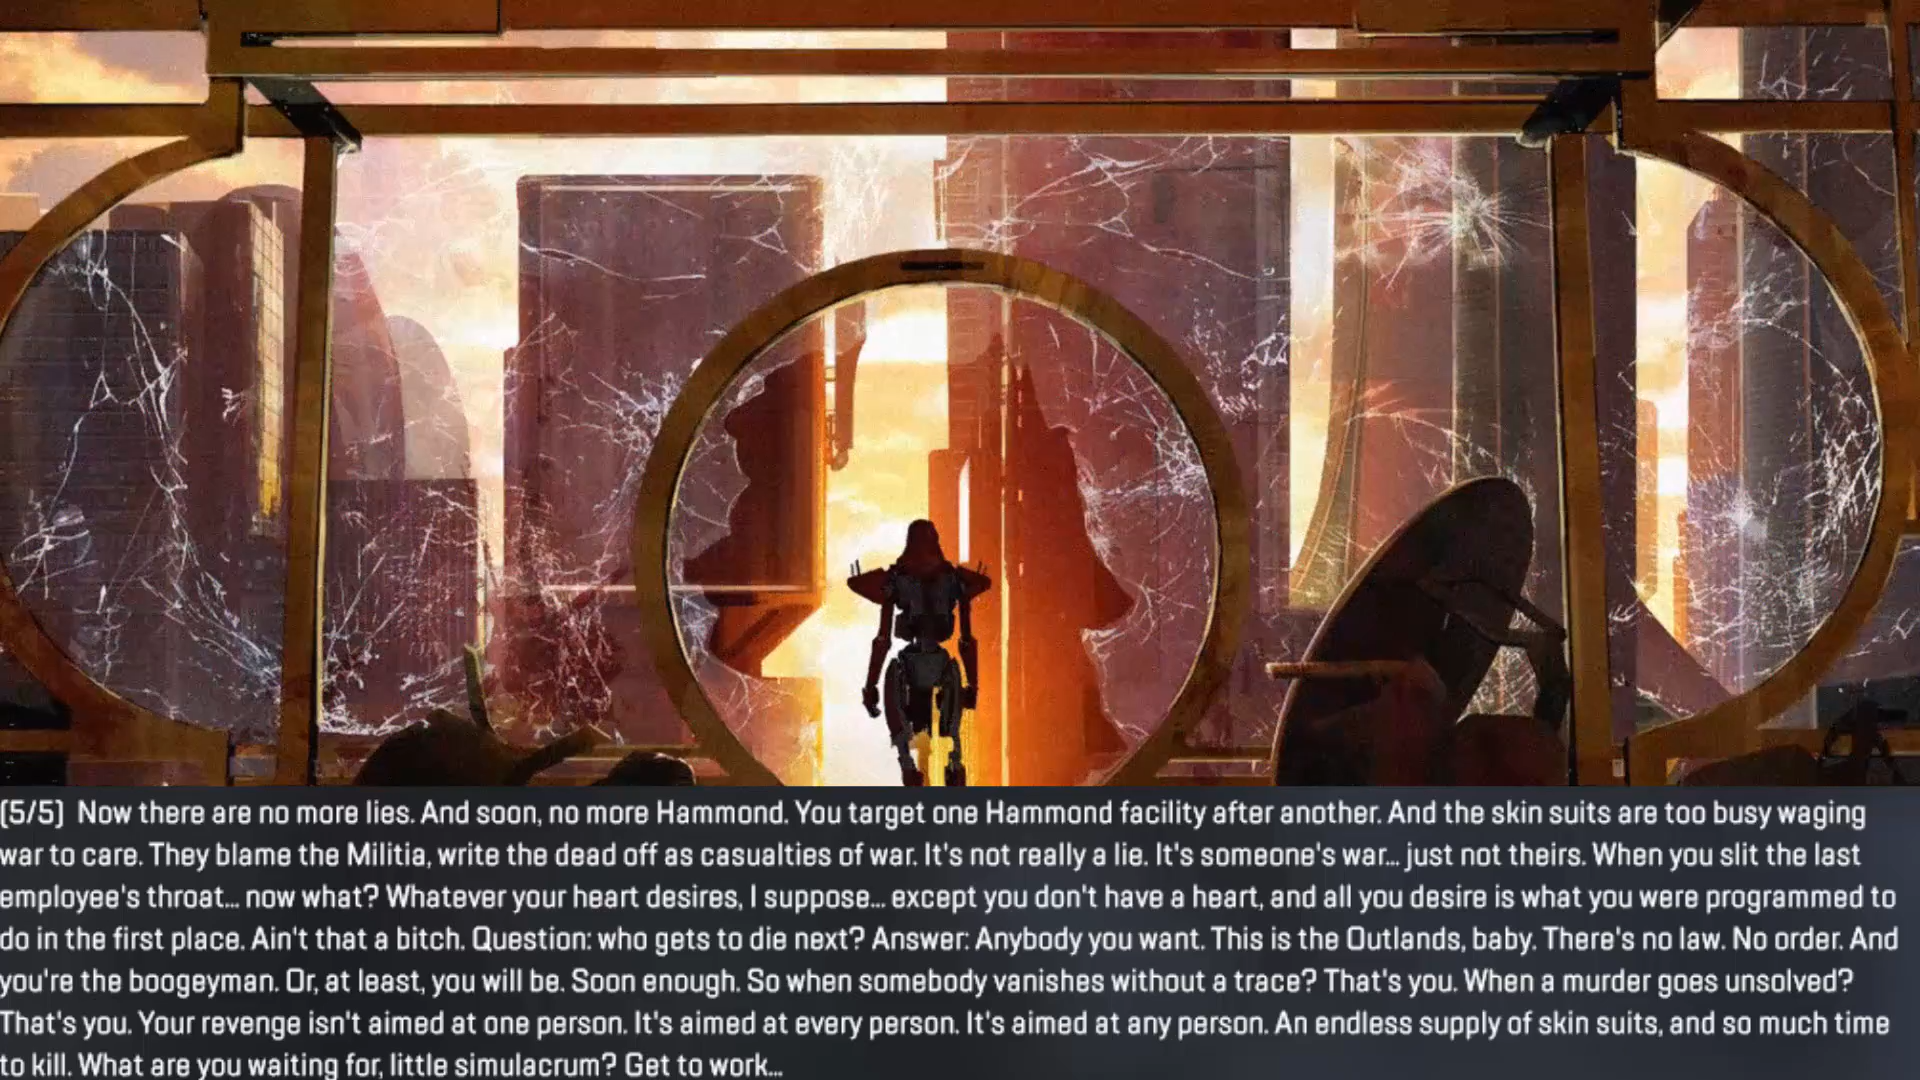 (5/5) Now there are no more lies. And soon, no more Hammond. You target one Hammond facility after another. And the skin suits are too busy waging
war to care. They blame the Militia, write the dead off as casualties of war. It's not really a lie. It's someone's war... just not theirs. When you slit the last
employee's throat... now what? Whatever your heart desires, I suppose... except you don't have a heart, and all you desire is what you were programmed to
do in the first place. Ain't that a bitch. Question: who gets to die next? Answer: Anybody you want. This is the Outlands, baby. There's no law. No order. And
you're the boogeyman. Or, at least, you will be. Soon enough. So when somebody vanishes without a trace? That's you. When a murder goes unsolved?
That's you. Your revenge isn't aimed at one person. It's aimed at every person. It's aimed at any person. An endless supply of skin suits, and so much time
to kill. What are you waiting for, little simulacrum? Get to work...